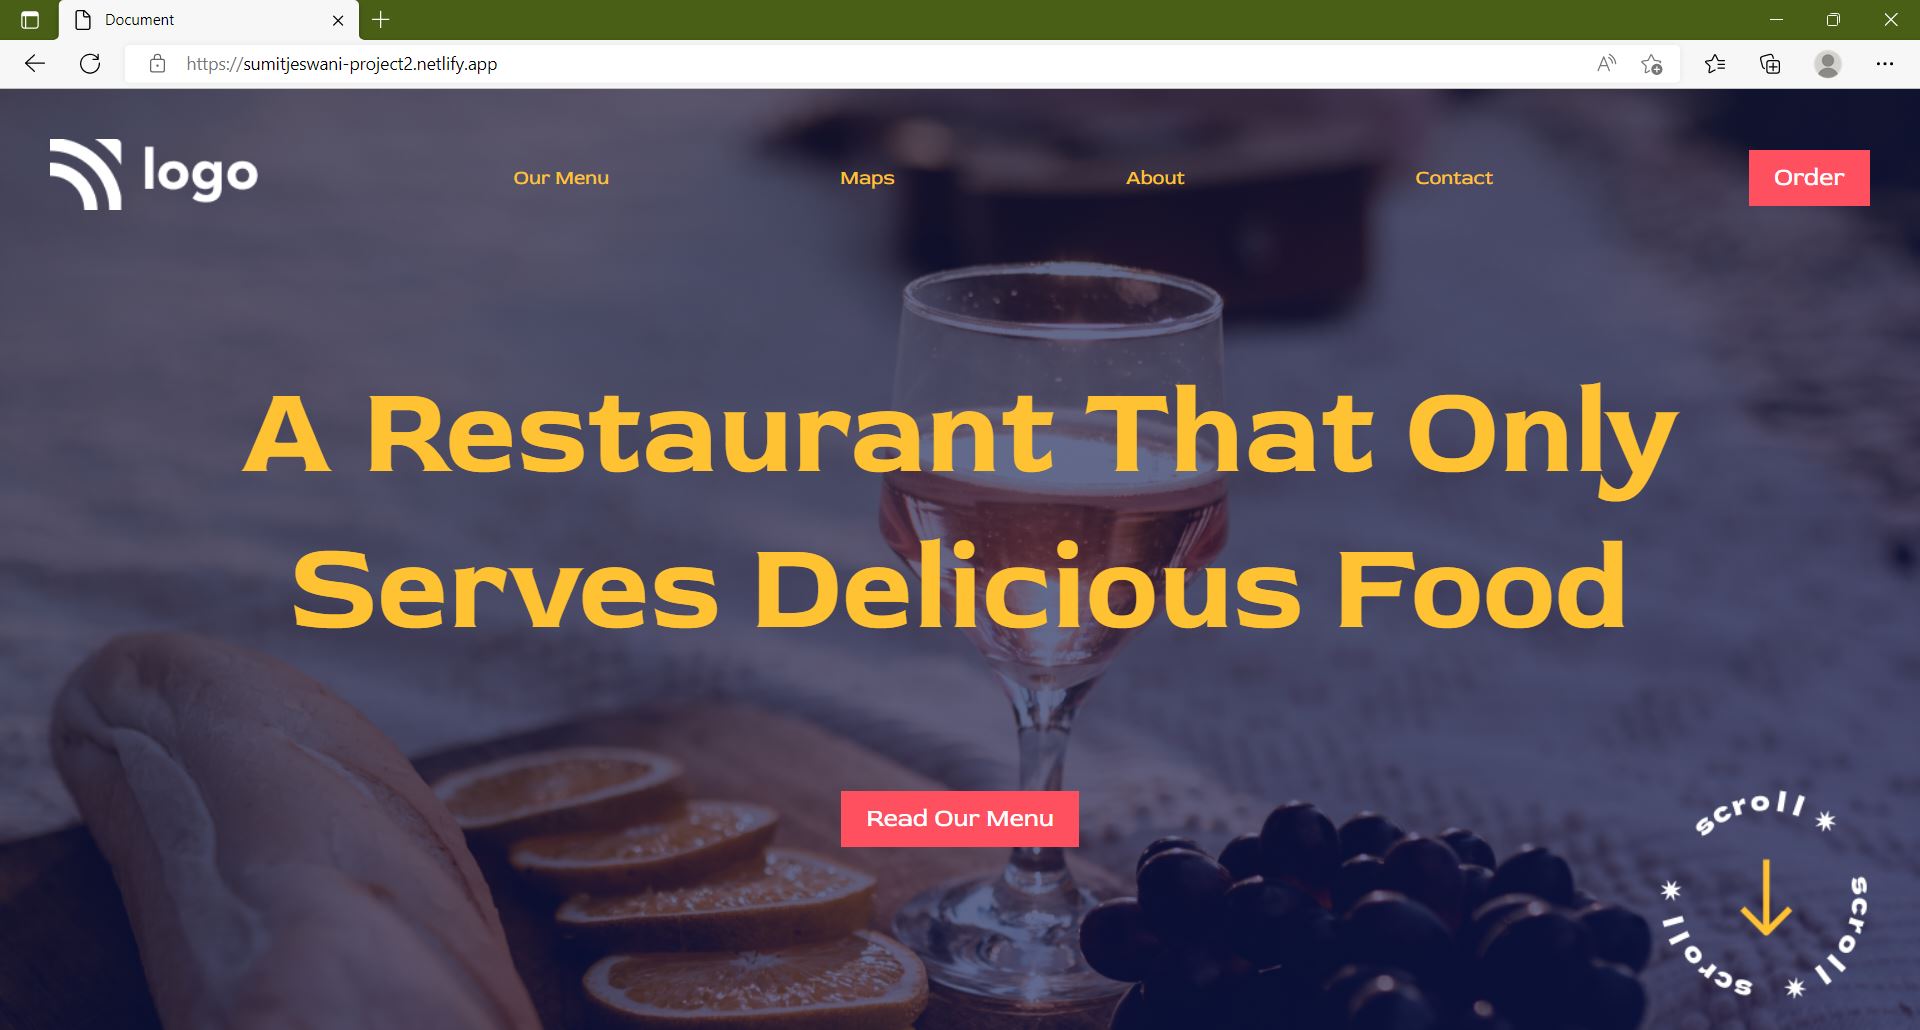 Document
https://sumitjeswani-project2.netlify.app
logo
Our Menu
Maps
About
Contact
Order
A Restaurant That Only
Serves Delicious Food
Read Our Menu
scroll
scroll
scroll